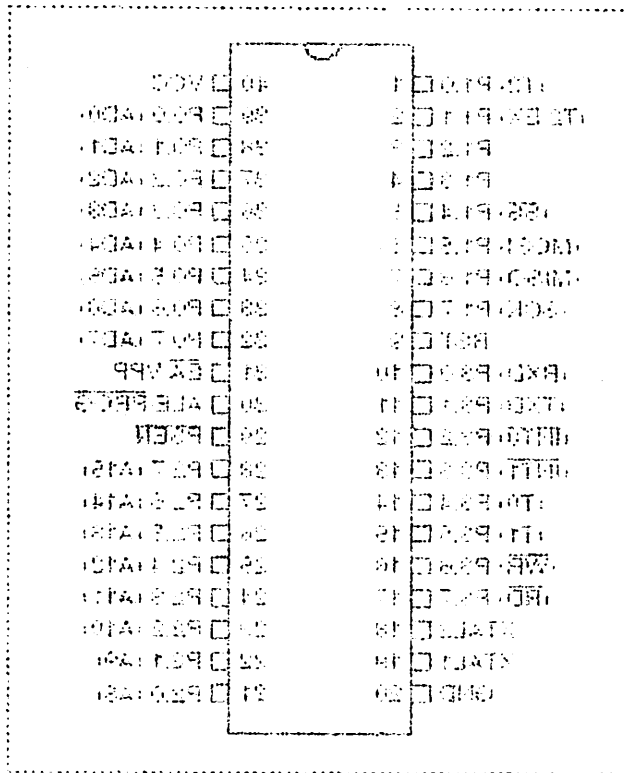 (T2) P1.0 1 40 VCC
(T2 EX) P1.1 2 39 P0.0 (AD0)
P1.2 3 38 P0.1 (AD1)
P1.3 4 37 P0.2 (AD2)
(SS) P1.4 5 36 P0.3 (AD3)
(MOSI) P1.5 6 35 P0.4 (AD4)
(MISO) P1.6 7 34 P0.5 (AD5)
(SCK) P1.7 8 33 P0.6 (AD6)
RST 9 32 P0.7 (AD7)
(RXD) P3.0 10 31 EA/VPP
(TXD) P3.1 11 30 ALE/PROG
(INT0) P3.2 12 29 PSEN
(INT1) P3.3 13 28 P2.7 (A15)
(T0) P3.4 14 27 P2.6 (A14)
(T1) P3.5 15 26 P2.5 (A13)
(WR) P3.6 16 25 P2.4 (A12)
(RD) P3.7 17 24 P2.3 (A11)
XTAL2 18 23 P2.2 (A10)
XTAL1 19 22 P2.1 (A9)
GND 20 21 P2.0 (A8)